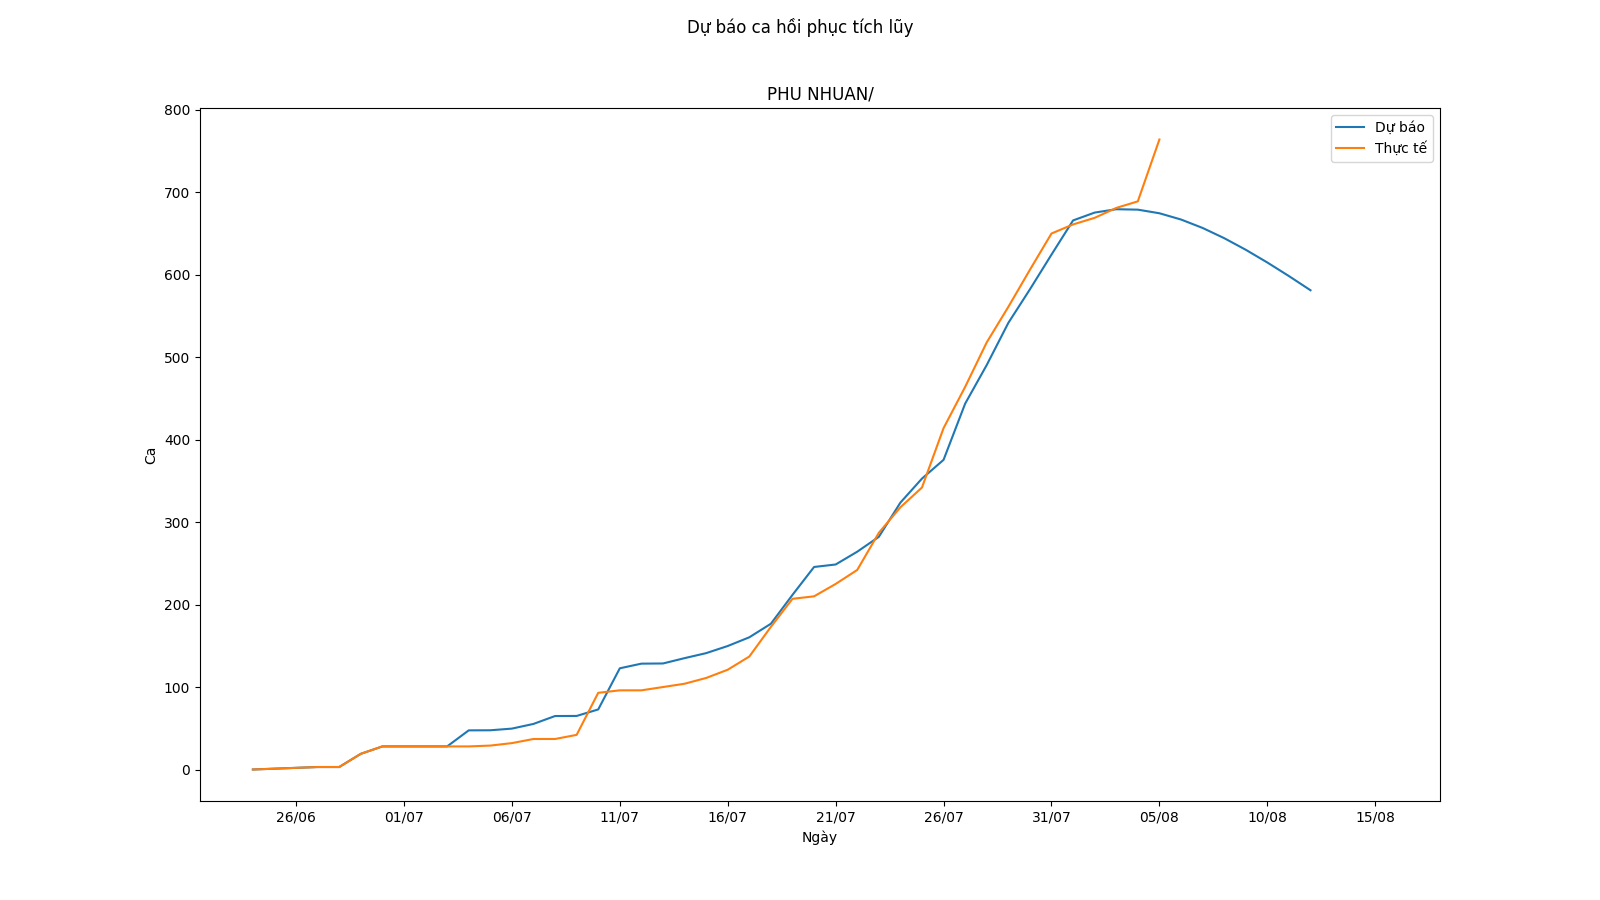 Dự báo ca hồi phục tích lũy
PHU NHUAN/
Dự báo
Thực tế
800
700
600
500
400
300
200
100
0
Ca
26/06 01/07 06/07 11/07 16/07 21/07 26/07 31/07 05/08 10/08 15/08
Ngày